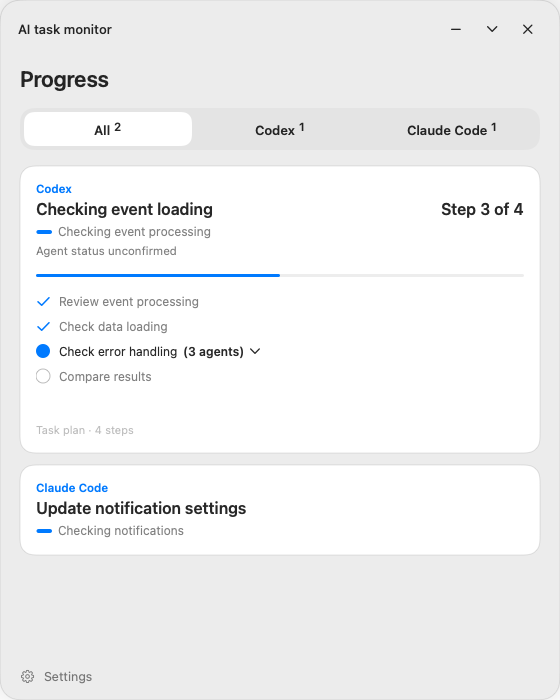 AI task monitor
Progress
All 2
Codex 1
Claude Code 1
Codex
Checking event loading
Step 3 of 4
Checking event processing
Agent status unconfirmed
Review event processing
Check data loading
Check error handling (3 agents)
Compare results
Task plan · 4 steps
Claude Code
Update notification settings
Checking notifications
Settings